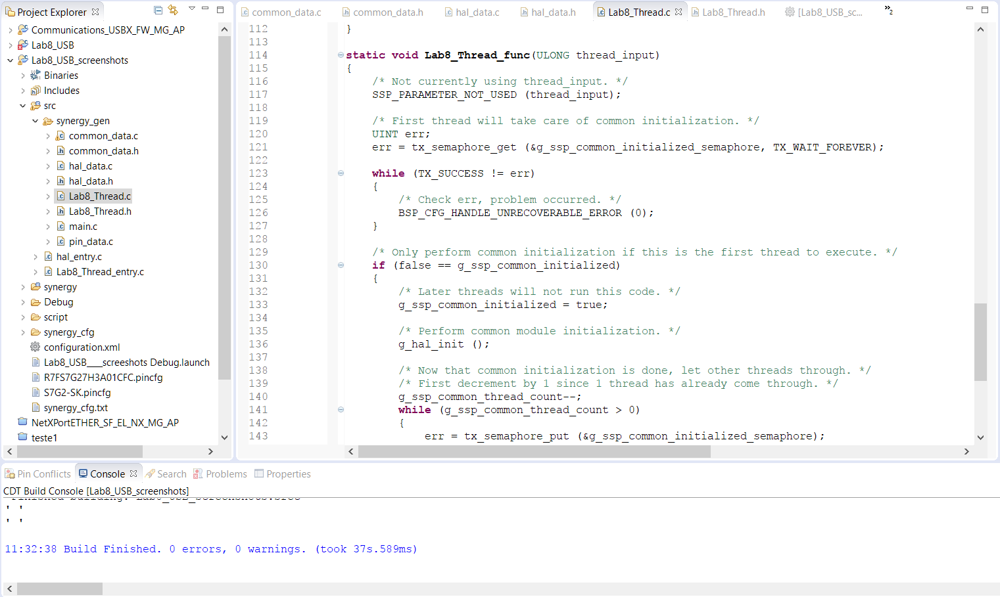 Project Explorer
Communications_USBX_FW_MG_AP
Lab8_USB
Lab8_USB_screenshots
Binaries
Includes
src
synergy_gen
common_data.c
common_data.h
hal_data.c
hal_data.h
Lab8_Thread.c
Lab8_Thread.h
main.c
pin_data.c
hal_entry.c
Lab8_Thread_entry.c
synergy
Debug
script
synergy_cfg
configuration.xml
Lab8_USB___screeshots Debug.launch
R7FS7G27H3A01CFC.pincfg
S7G2-SK.pincfg
synergy_cfg.txt
NetXPortETHER_SF_EL_NX_MG_AP
teste1
common_data.c common_data.h hal_data.c hal_data.h Lab8_Thread.c Lab8_Thread.h [Lab8_USB_sc... »2
112 }
113
114 static void Lab8_Thread_func(ULONG thread_input)
115 {
116 /* Not currently using thread_input. */
117 SSP_PARAMETER_NOT_USED (thread_input);
118
119 /* First thread will take care of common initialization. */
120 UINT err;
121 err = tx_semaphore_get (&g_ssp_common_initialized_semaphore, TX_WAIT_FOREVER);
122
123 while (TX_SUCCESS != err)
124 {
125 /* Check err, problem occurred. */
126 BSP_CFG_HANDLE_UNRECOVERABLE_ERROR (0);
127 }
128
129 /* Only perform common initialization if this is the first thread to execute. */
130 if (false == g_ssp_common_initialized)
131 {
132 /* Later threads will not run this code. */
133 g_ssp_common_initialized = true;
134
135 /* Perform common module initialization. */
136 g_hal_init ();
137
138 /* Now that common initialization is done, let other threads through. */
139 /* First decrement by 1 since 1 thread has already come through. */
140 g_ssp_common_thread_count--;
141 while (g_ssp_common_thread_count > 0)
142 {
143 err = tx_semaphore_put (&g_ssp_common_initialized_semaphore);
Pin Conflicts Console Search Problems Properties
CDT Build Console [Lab8_USB_screenshots]
' '
' '
11:32:38 Build Finished. 0 errors, 0 warnings. (took 37s.589ms)